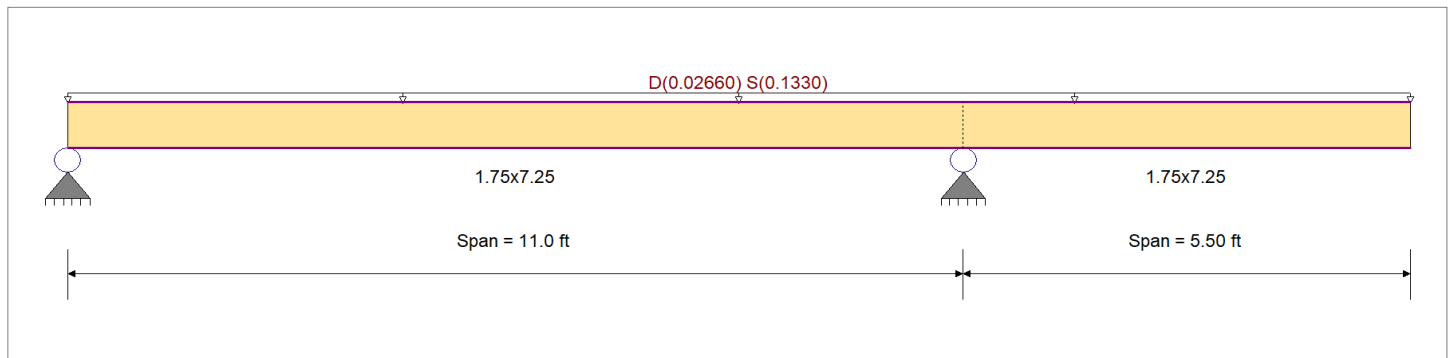 D(0.02660) S(0.1330)
1.75x7.25
1.75x7.25
Span = 11.0 ft
Span = 5.50 ft